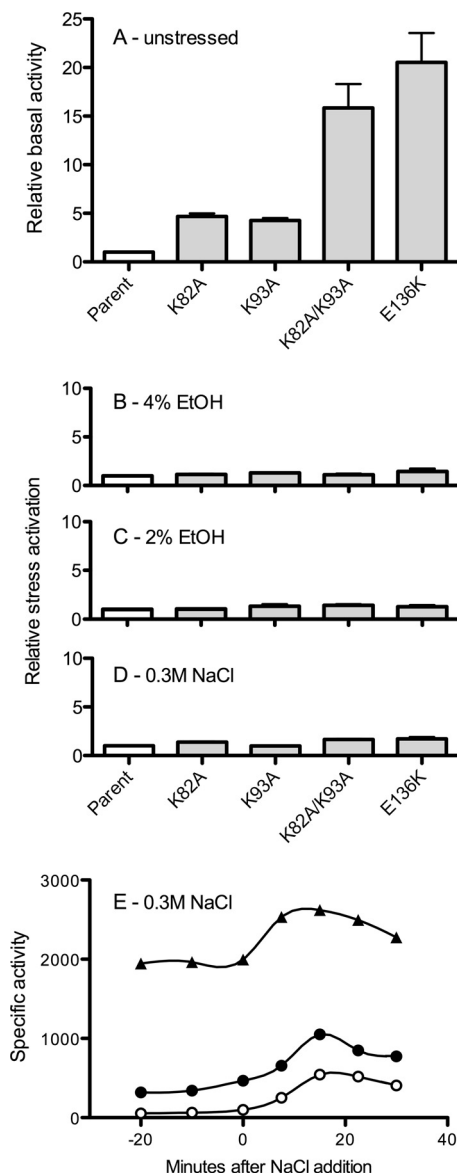 A - unstressed
Relative basal activity
25
20
15
10
5
0
Parent
K82A
K93A
K82A/K93A
E136K
Relative stress activation
B - 4% EtOH
10
5
0
C - 2% EtOH
10
5
0
D - 0.3M NaCl
10
5
0
Parent
K82A
K93A
K82A/K93A
E136K
E - 0.3M NaCl
Specific activity
3000
2000
1000
0
-20
0
20
40
Minutes after NaCl addition